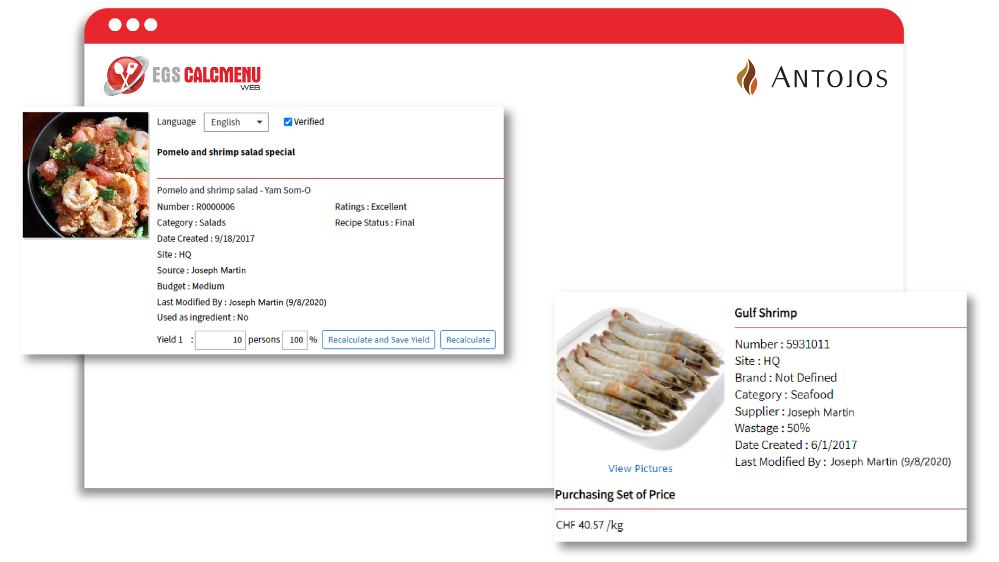 EGS CALCMENU
WEB
ANTOJOS
Language English Verified
Pomelo and shrimp salad special
Pomelo and shrimp salad - Yam Som-O
Number : R0000006 Ratings : Excellent
Category : Salads Recipe Status : Final
Date Created : 9/18/2017
Site : HQ
Source : Joseph Martin
Budget : Medium
Last Modified By : Joseph Martin (9/8/2020)
Used as ingredient : No
Yield 1 : 10 persons 100 % Recalculate and Save Yield Recalculate
Gulf Shrimp
Number : 5931011
Site : HQ
Brand : Not Defined
Category : Seafood
Supplier : Joseph Martin
Wastage : 50%
Date Created : 6/1/2017
Last Modified By : Joseph Martin (9/8/2020)
View Pictures
Purchasing Set of Price
CHF 40.57 /kg